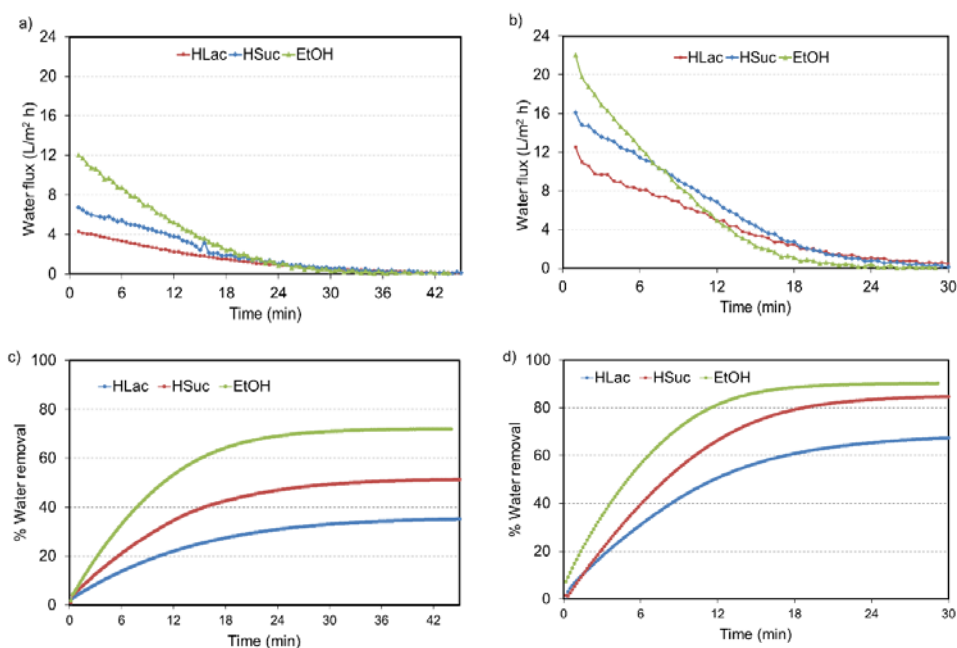 a)
24
20
16
12
8
4
0
Water flux (L/m² h)
HLac HSuc EtOH
0 6 12 18 24 30 36 42
Time (min)
b)
24
20
16
12
8
4
0
Water flux (L/m² h)
HLac HSuc EtOH
0 6 12 18 24 30
Time (min)
c)
100
80
60
40
20
0
% Water removal
HLac HSuc EtOH
0 6 12 18 24 30 36 42
Time (min)
d)
100
80
60
40
20
0
% Water removal
HLac HSuc EtOH
0 6 12 18 24 30
Time (min)